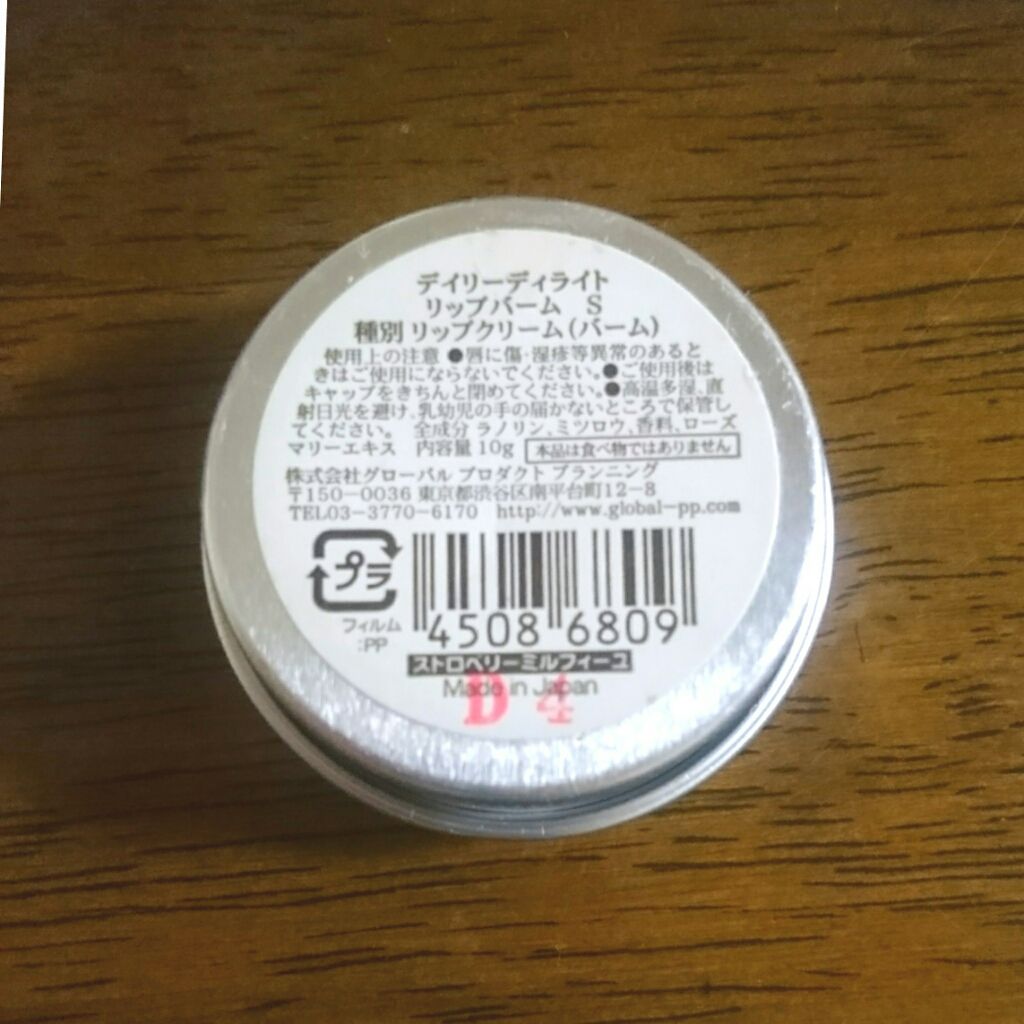 デイリーディライト
リップバーム S
種別 リップクリーム(バーム)
使用上の注意 ●唇に傷・湿疹等異常のあると
きはご使用にならないでください。●ご使用後は
キャップをきちんと閉めてください。●高温多湿、直
射日光を避け、乳幼児の手の届かないところで保管し
てください。 全成分 ラノリン、ミツロウ、香料、ローズ
マリーエキス 内容量 10g 本品は食べ物ではありません
株式会社グローバル プロダクト プランニング
〒150-0036 東京都渋谷区南平台町12-8
TEL03-3770-6170 http://www.global-pp.com
プラ
フィルム
:PP
4508 6809
ストロベリーミルフィーユ
Made in Japan
D 4